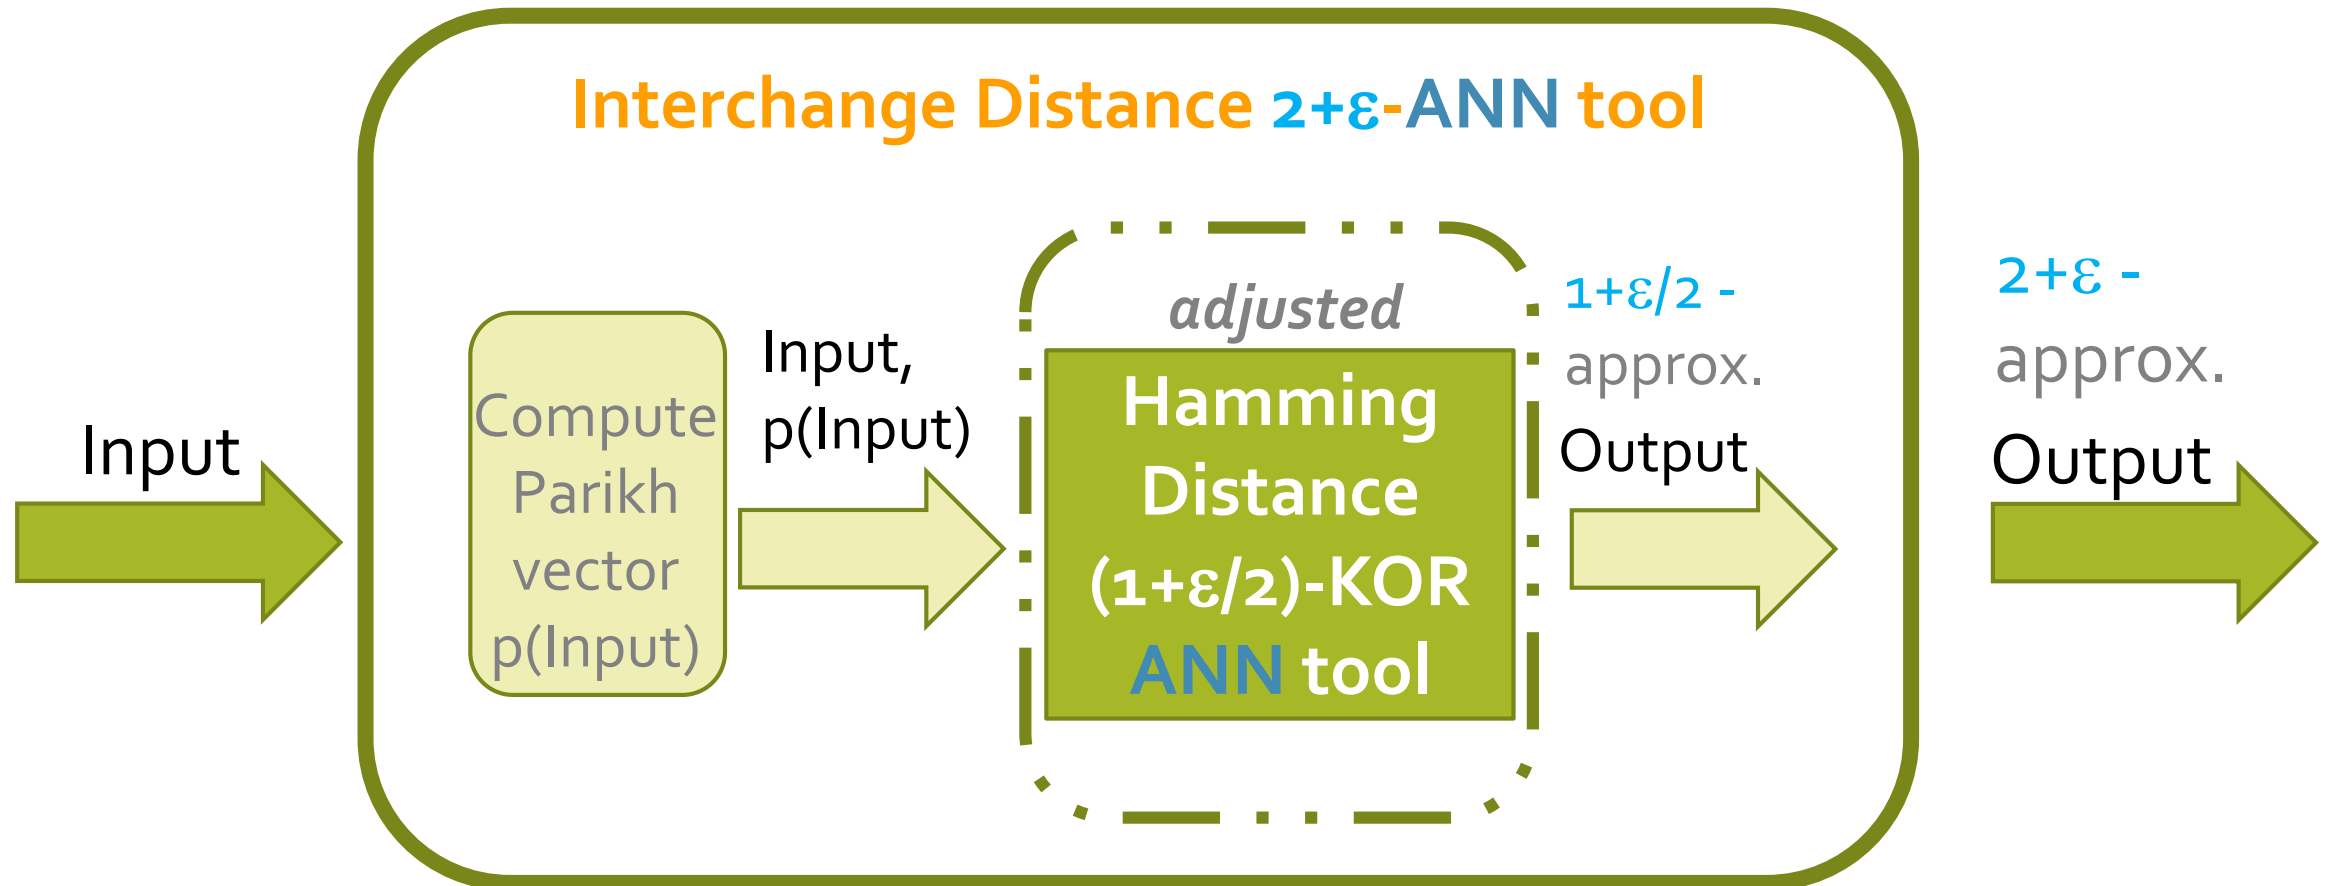 Interchange Distance 2+ε-ANN tool
Input
Compute
Parikh
vector
p(Input)
Input,
p(Input)
adjusted
Hamming
Distance
(1+ε/2)-KOR
ANN tool
1+ε/2 -
approx.
Output
2+ε -
approx.
Output